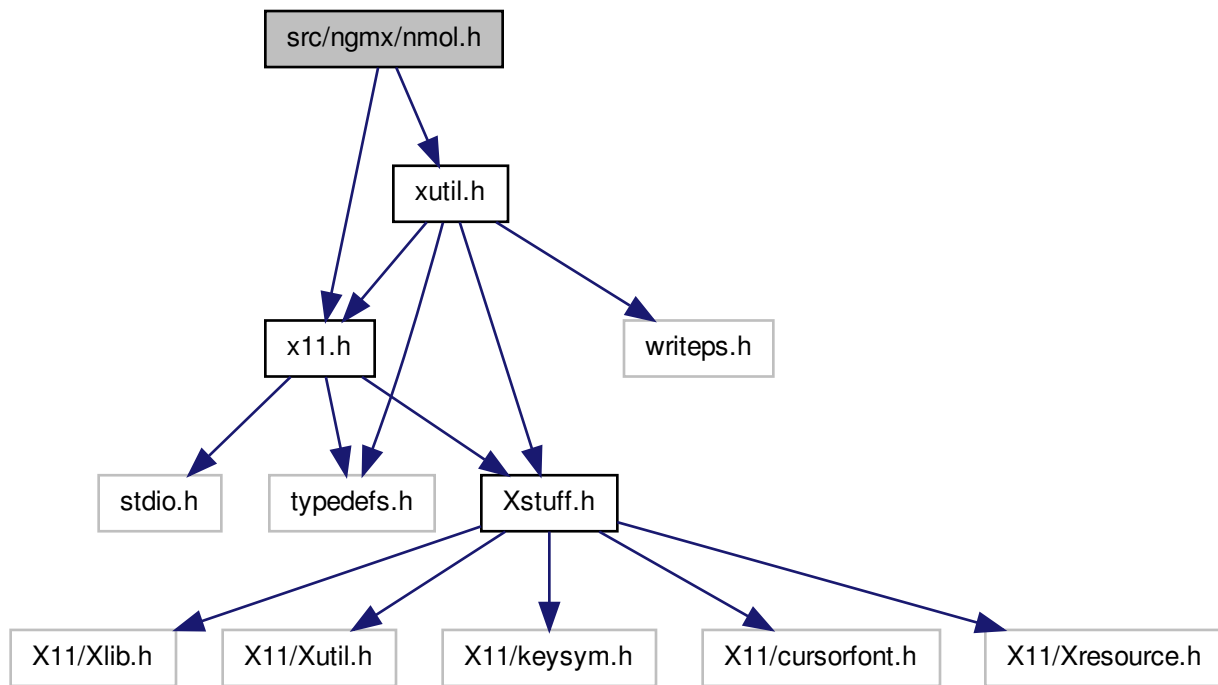 src/ngmx/nmol.h
xutil.h
x11.h
writeps.h
stdio.h
typedefs.h
Xstuff.h
X11/Xlib.h
X11/Xutil.h
X11/keysym.h
X11/cursorfont.h
X11/Xresource.h